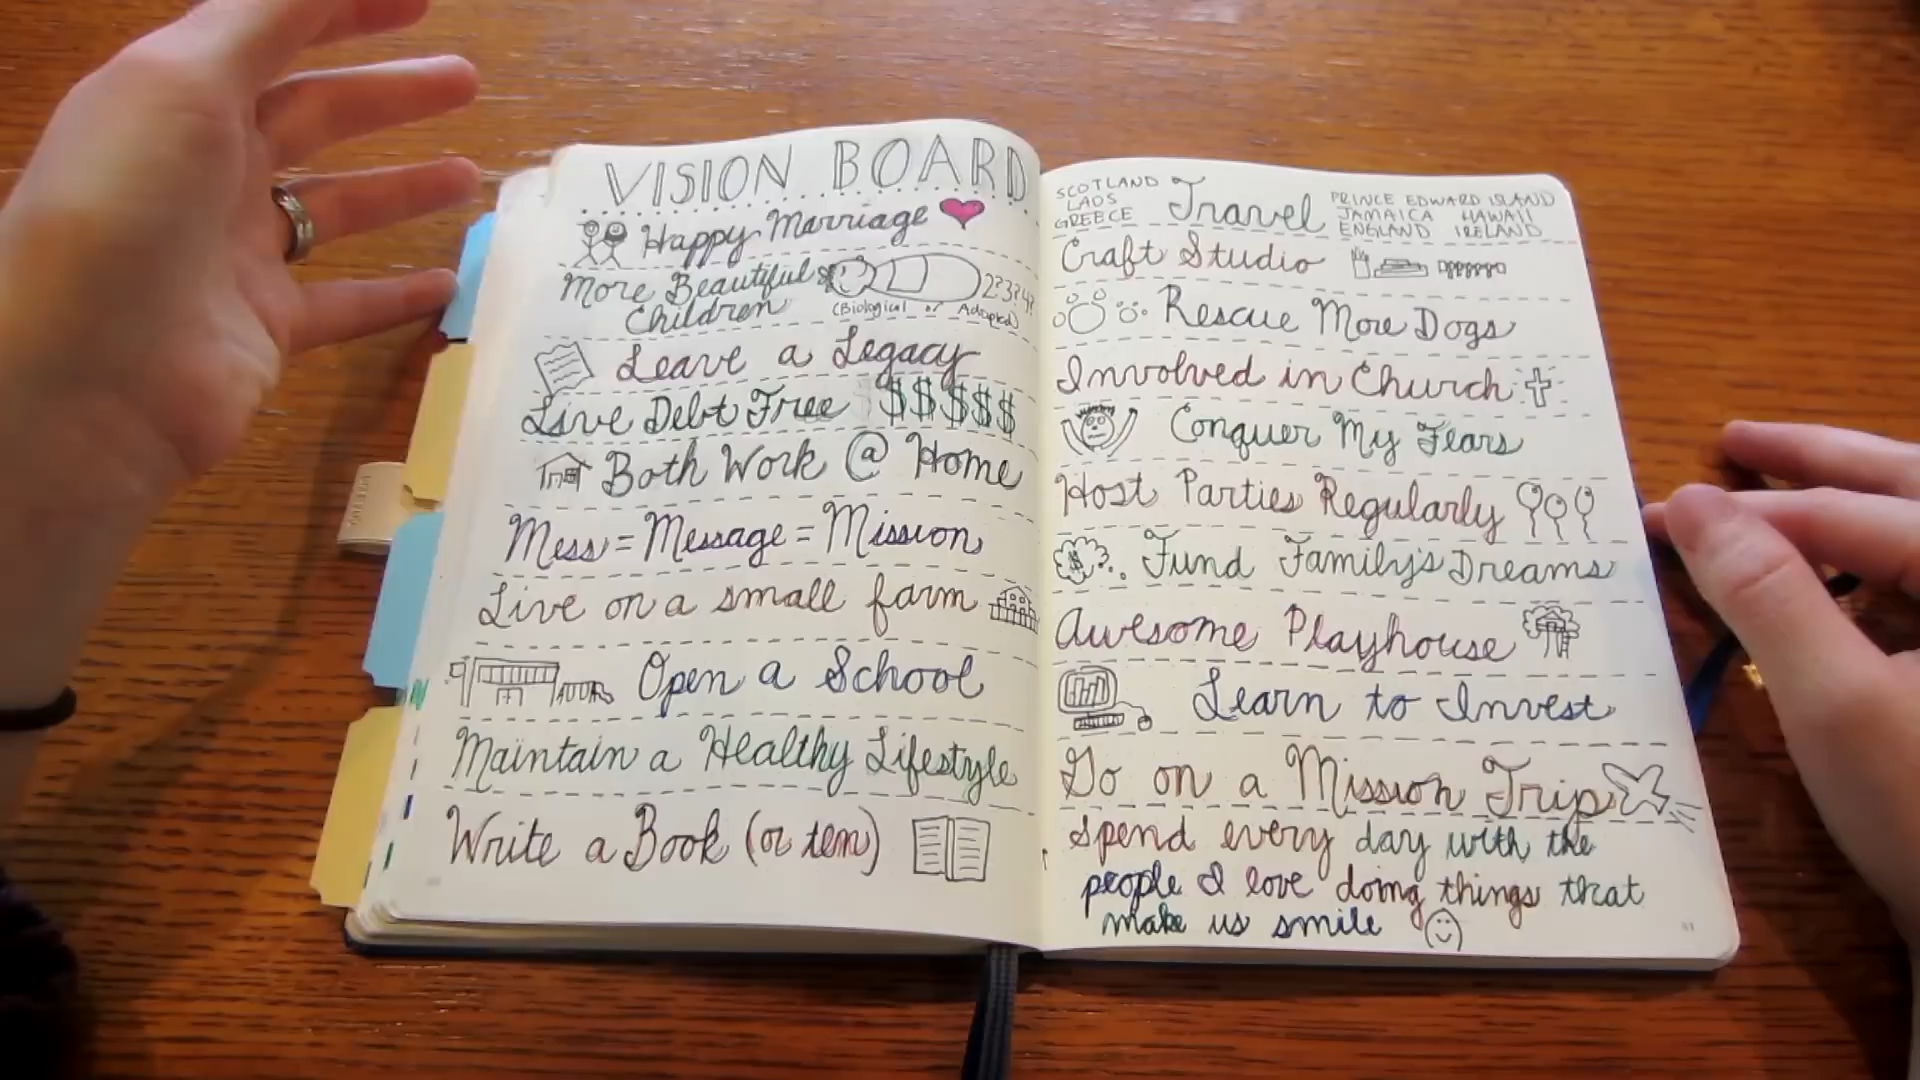 VISION BOARD
Happy Marriage
More Beautiful
Children
2?3?4?
(Biological or Adopted)
Leave a Legacy
Live Debt Free $$$$$
Both Work @ Home
Mess = Message = Mission
Live on a small farm
Open a School
Maintain a Healthy Lifestyle
Write a Book (or ten)
SCOTLAND
LAOS
GREECE
Travel
PRINCE EDWARD ISLAND
JAMAICA HAWAII
ENGLAND IRELAND
Craft Studio
Rescue More Dogs
Involved in Church
Conquer My Fears
Host Parties Regularly
Fund Family's Dreams
Awesome Playhouse
Learn to Invest
Go on a Mission Trip
Spend every day with the
people I love doing things that
make us smile